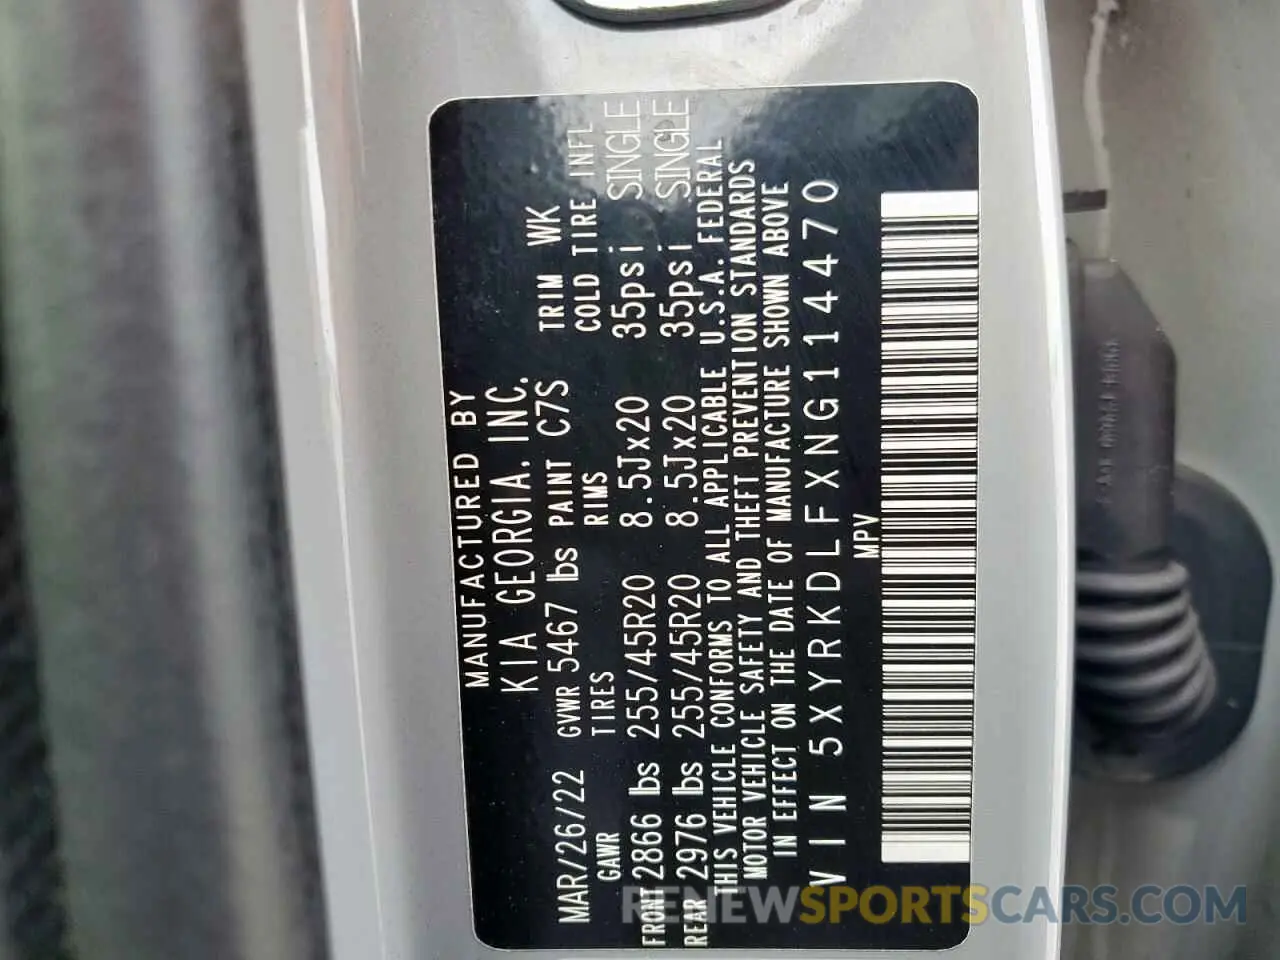 MANUFACTURED BY
KIA GEORGIA. INC.
MAR/26/22 GVWR 5467 lbs PAINT C7S TRIM WK
GAWR TIRES RIMS COLD TIRE INFL
FRONT 2866 lbs 255/45R20 8.5Jx20 35psi SINGLE
REAR 2976 lbs 255/45R20 8.5Jx20 35psi SINGLE
THIS VEHICLE CONFORMS TO ALL APPLICABLE U.S.A. FEDERAL
MOTOR VEHICLE SAFETY AND THEFT PREVENTION STANDARDS
IN EFFECT ON THE DATE OF MANUFACTURE SHOWN ABOVE
VIN 5XYRKDLFXNG114470
MPV
RENEWSPORTSCARS.COM